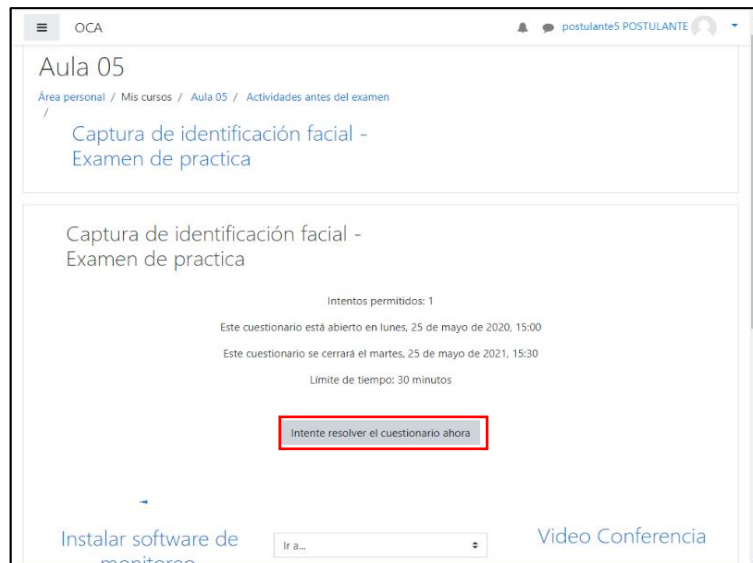 OCA
postulante5 POSTULANTE
Aula 05
Área personal / Mis cursos / Aula 05 / Actividades antes del examen
/
Captura de identificación facial -
Examen de practica
Captura de identificación facial -
Examen de practica
Intentos permitidos: 1
Este cuestionario está abierto en lunes, 25 de mayo de 2020, 15:00
Este cuestionario se cerrará el martes, 25 de mayo de 2021, 15:30
Límite de tiempo: 30 minutos
Intente resolver el cuestionario ahora
Instalar software de
monitoreo
Ir a...
Video Conferencia